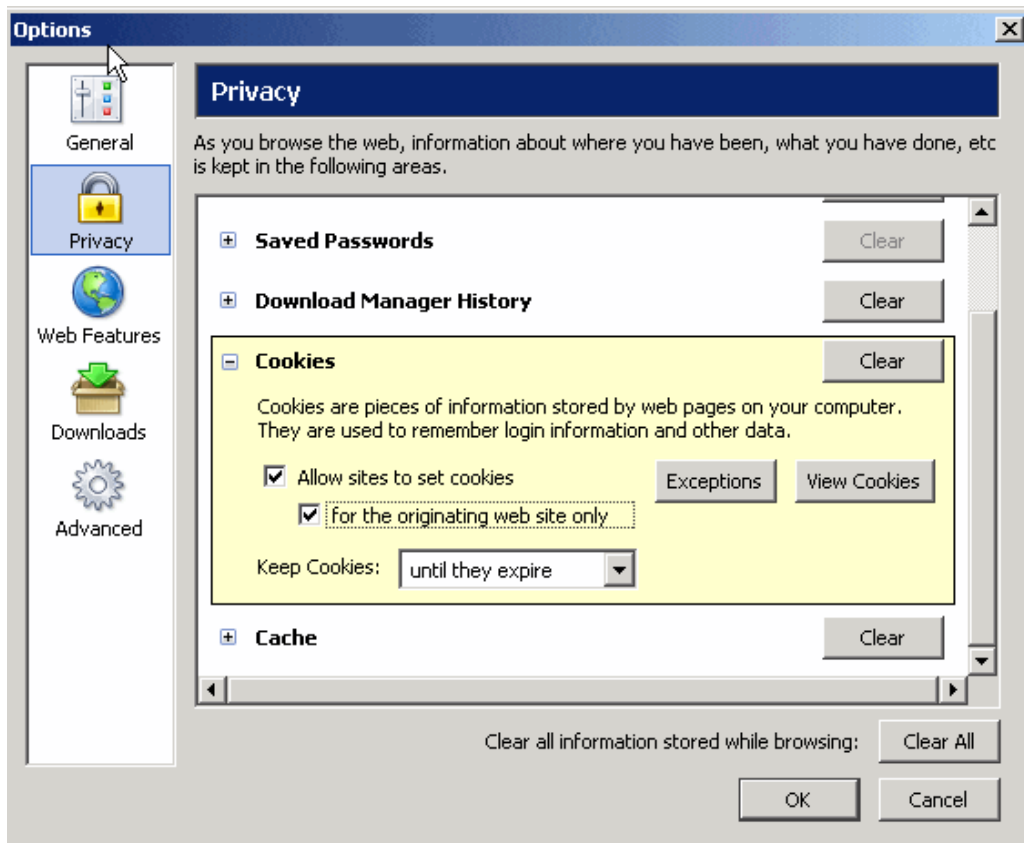 Options
General
Privacy
Web Features
Downloads
Advanced
Privacy
As you browse the web, information about where you have been, what you have done, etc
is kept in the following areas.
Saved Passwords Clear
Download Manager History Clear
Cookies Clear
Cookies are pieces of information stored by web pages on your computer.
They are used to remember login information and other data.
Allow sites to set cookies Exceptions View Cookies
for the originating web site only
Keep Cookies: until they expire
Cache Clear
Clear all information stored while browsing: Clear All
OK Cancel